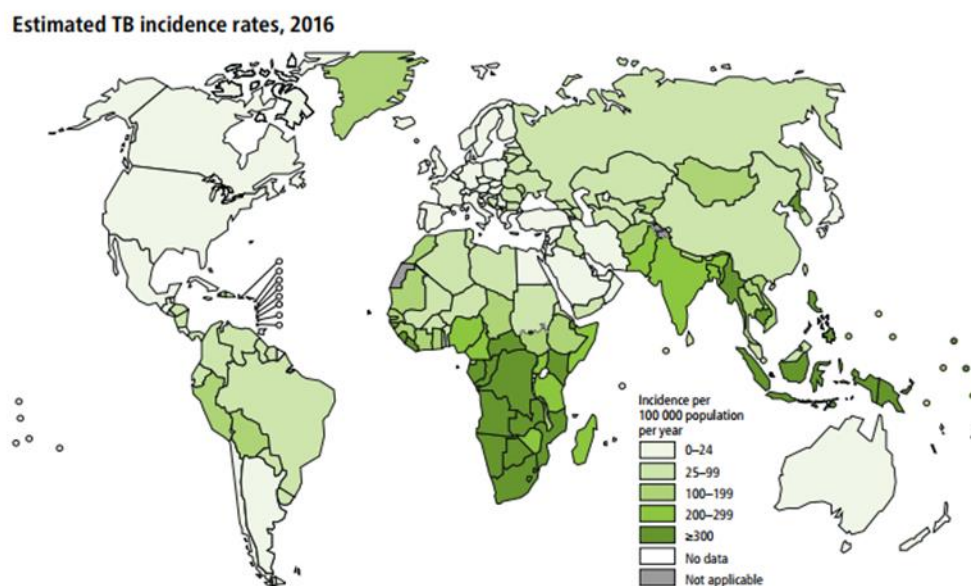 Estimated TB incidence rates, 2016
Incidence per
100 000 population
per year
0–24
25–99
100–199
200–299
≥300
No data
Not applicable